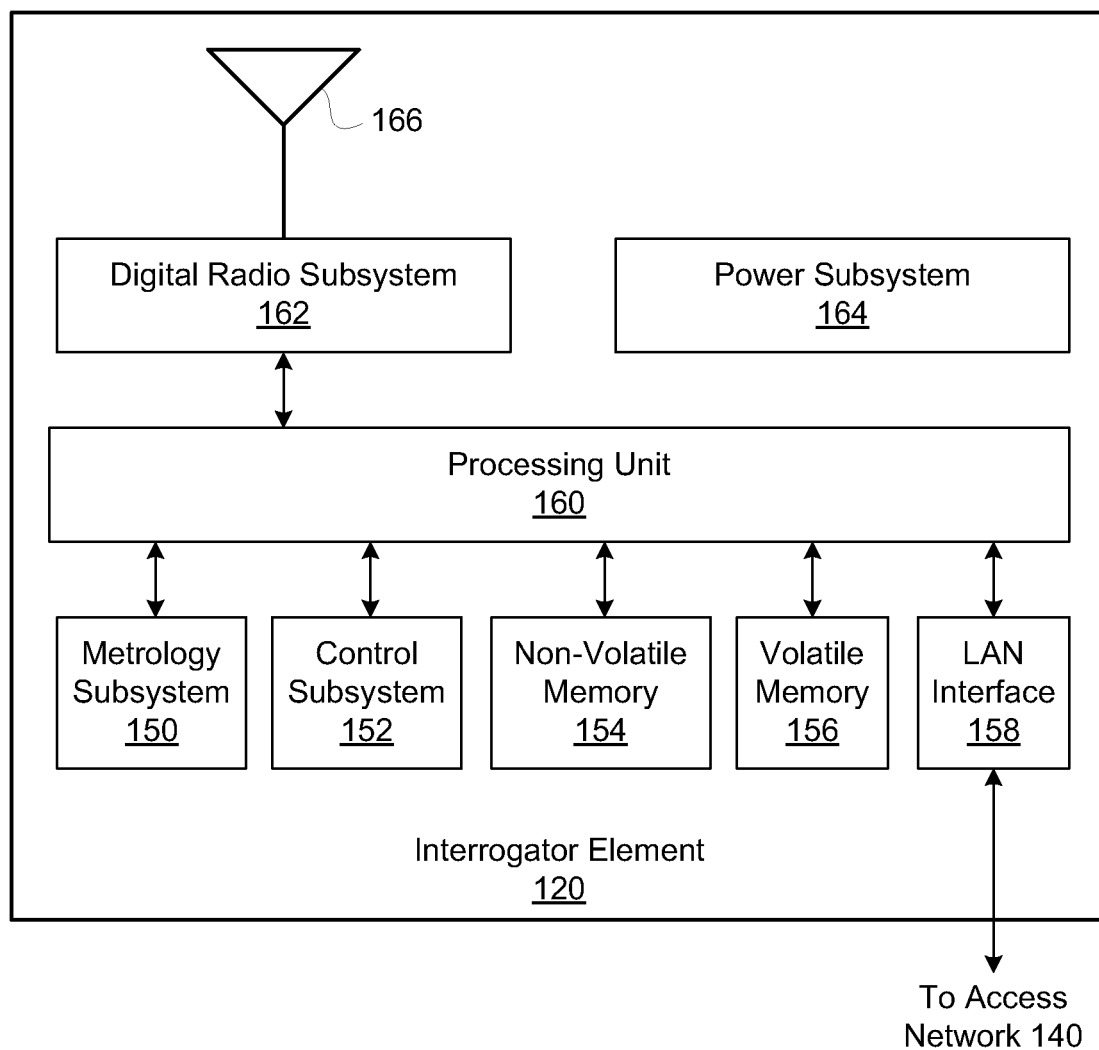 166
Digital Radio Subsystem
162
Power Subsystem
164
Processing Unit
160
Metrology
Subsystem
150
Control
Subsystem
152
Non-Volatile
Memory
154
Volatile
Memory
156
LAN
Interface
158
Interrogator Element
120
To Access
Network 140